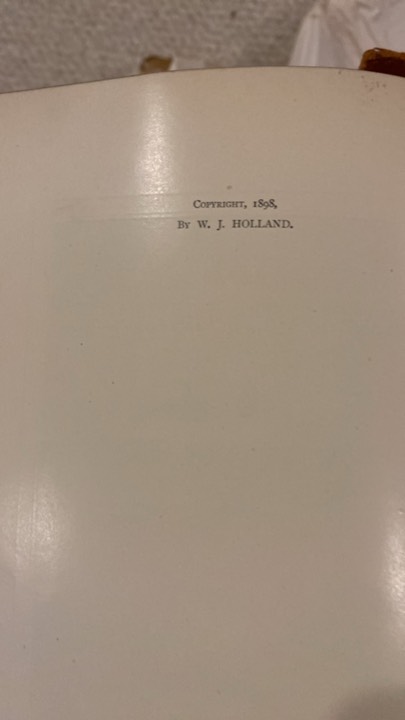 Copyright, 1898,
By W. J. HOLLAND.